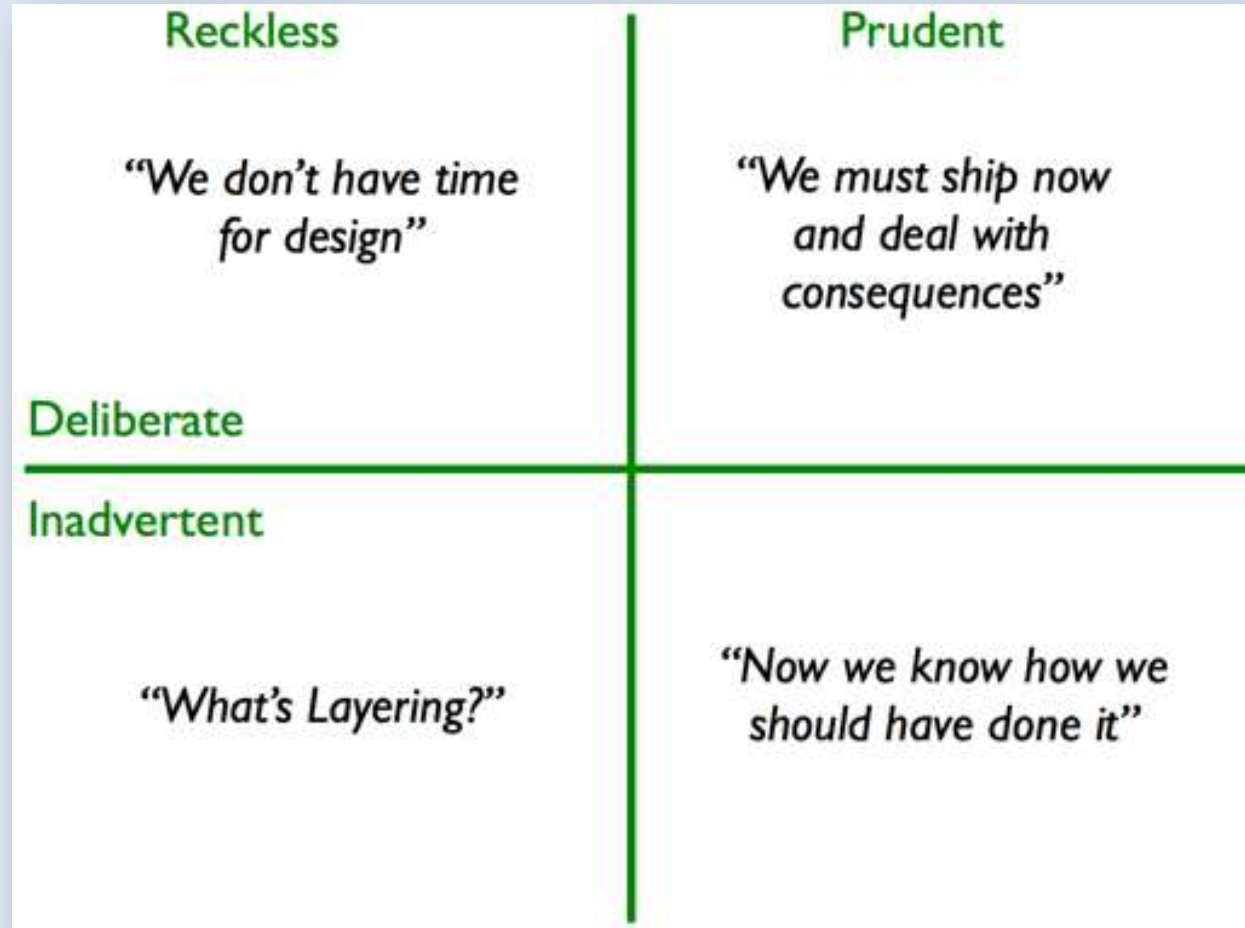 Reckless
Prudent
“We don’t have time
for design”
“We must ship now
and deal with
consequences”
Deliberate
Inadvertent
“What’s Layering?”
“Now we know how we
should have done it”